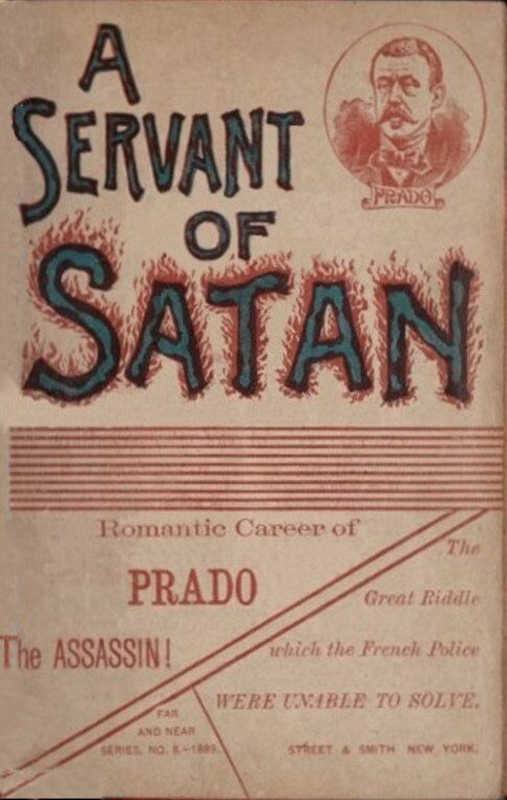 A
SERVANT
OF
SATAN
PRADO
Romantic Career of
PRADO
The ASSASSIN!
The
Great Riddle
which the French Police
WERE UNABLE TO SOLVE.
FAR
AND NEAR
SERIES, NO. 8.—1889.
STREET & SMITH NEW YORK.